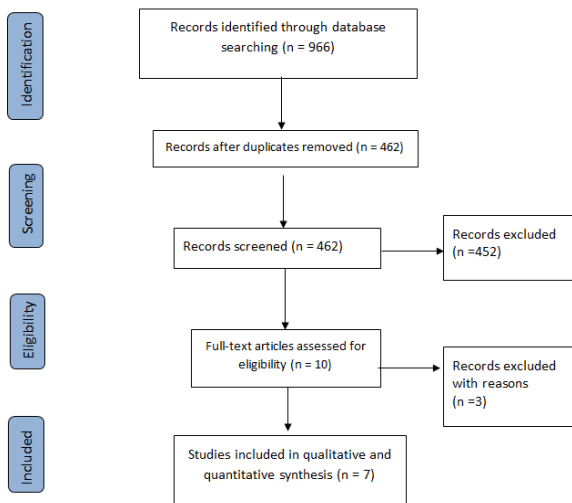 Identification
Records identified through database
searching (n = 966)
Records after duplicates removed (n = 462)
Screening
Records screened (n = 462)
Records excluded
(n =452)
Eligibility
Full-text articles assessed for
eligibility (n = 10)
Records excluded
with reasons
(n =3)
Included
Studies included in qualitative and
quantitative synthesis (n = 7)